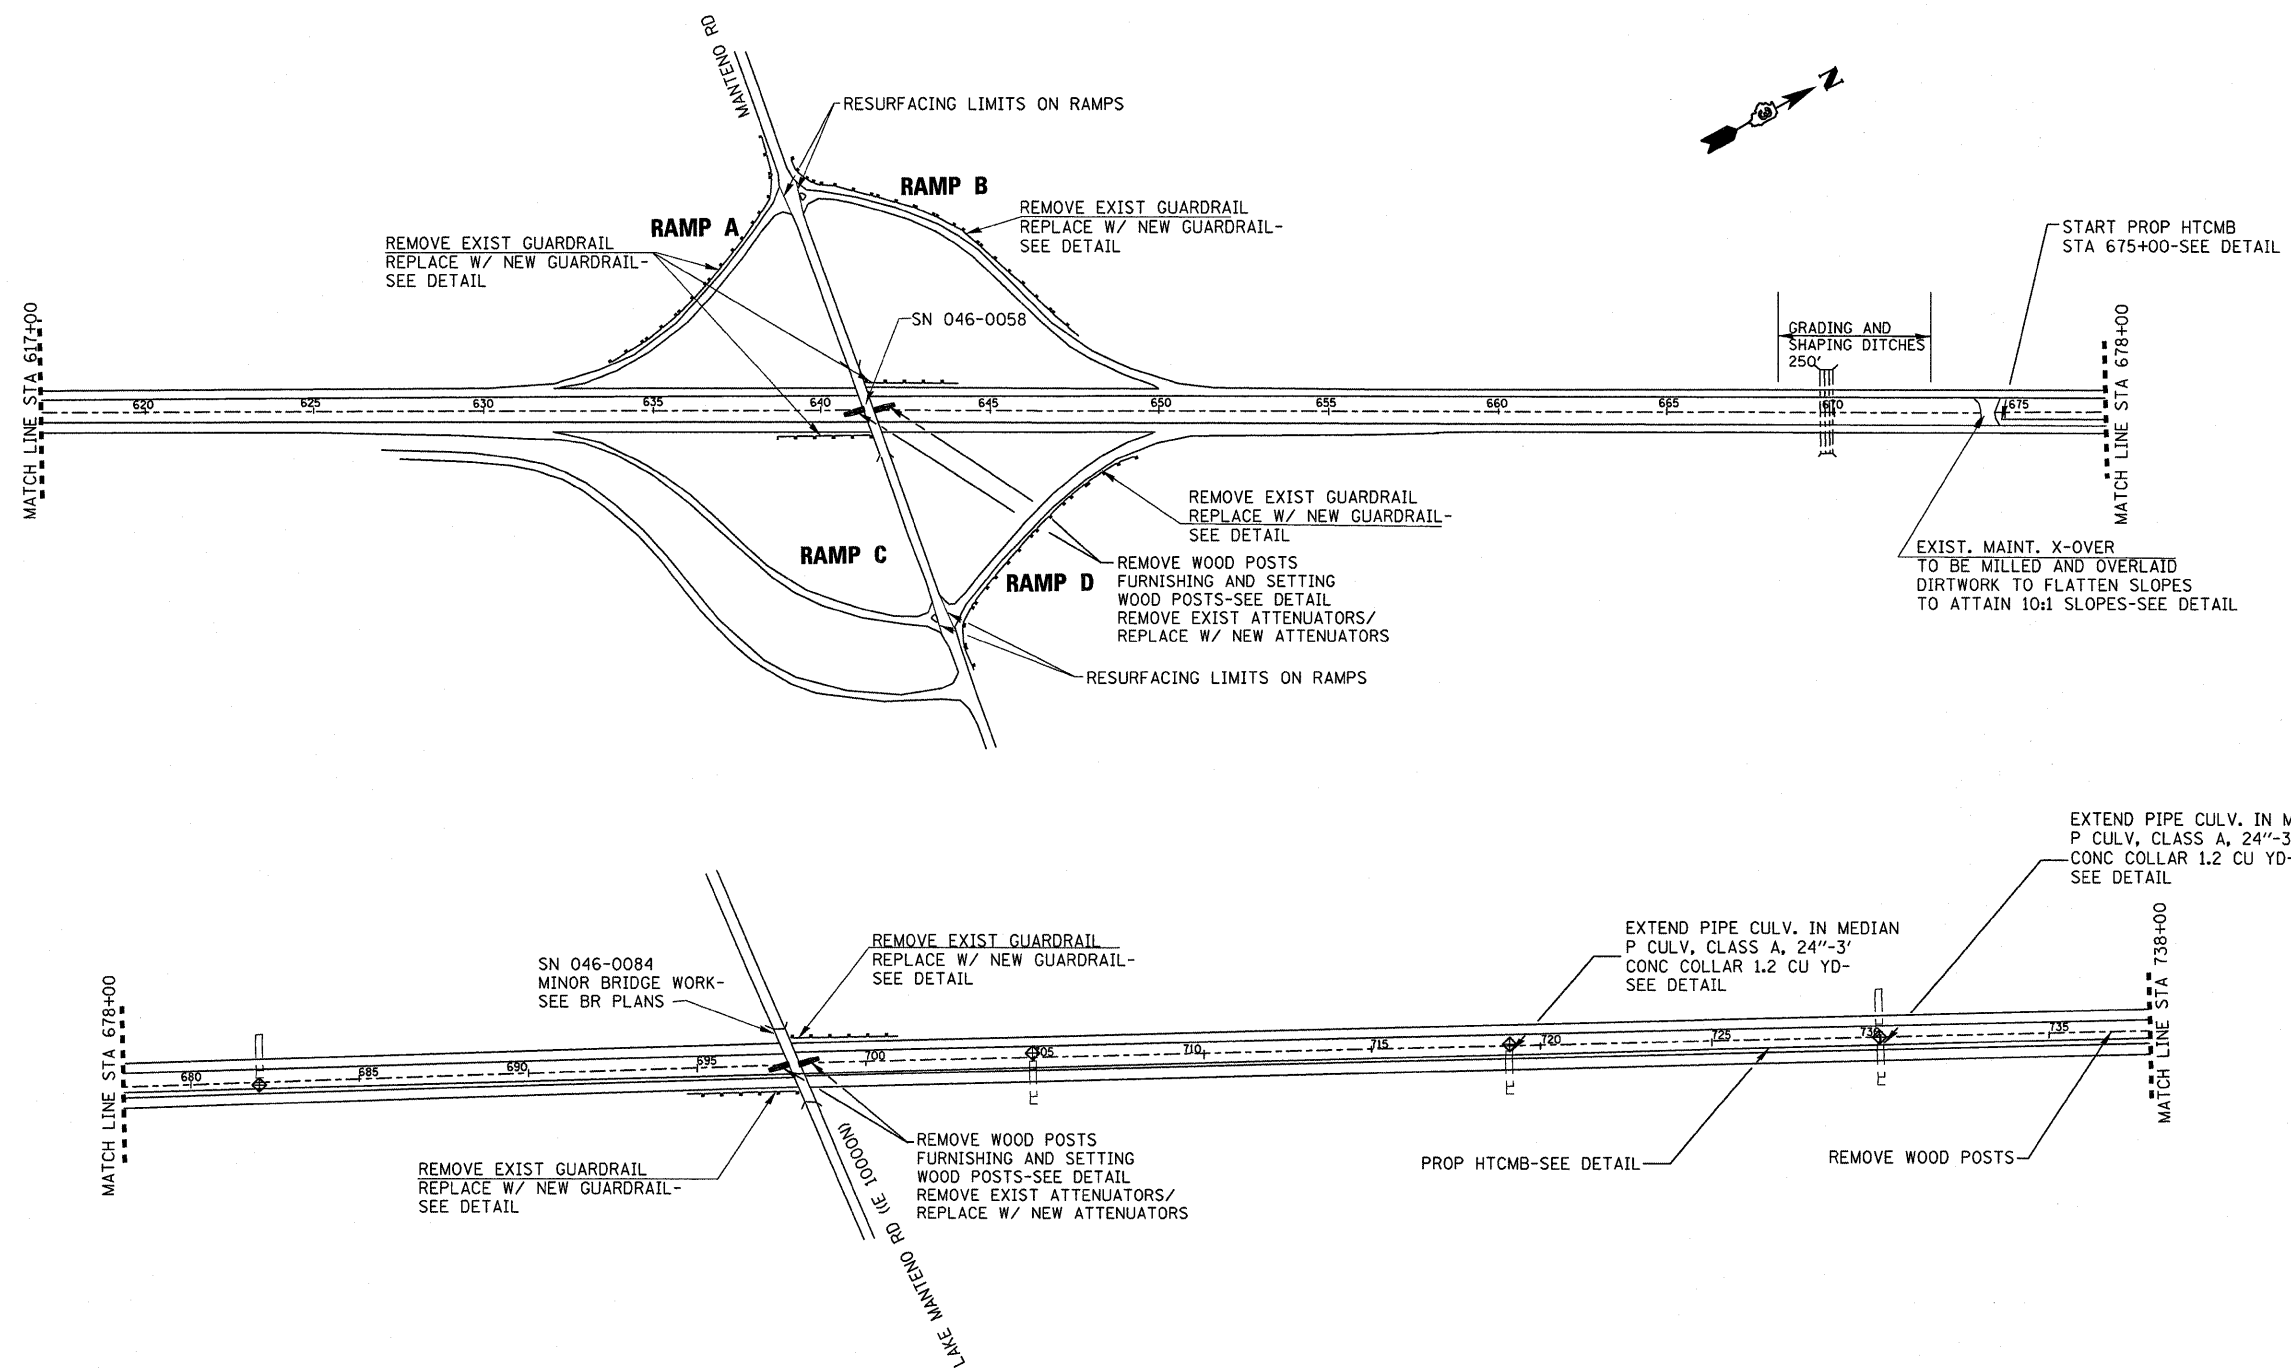 MANTENO RD
RESURFACING LIMITS ON RAMPS
N
RAMP B
RAMP A
REMOVE EXIST GUARDRAIL
REPLACE W/ NEW GUARDRAIL-
SEE DETAIL
REMOVE EXIST GUARDRAIL
REPLACE W/ NEW GUARDRAIL-
SEE DETAIL
START PROP HTCMB
STA 675+00-SEE DETAIL
SN 046-0058
GRADING AND
SHAPING DITCHES
250'
MATCH LINE STA 617+00
620 625 630 635 640 645 650 655 660 665 670 675
MATCH LINE STA 678+00
REMOVE EXIST GUARDRAIL
REPLACE W/ NEW GUARDRAIL-
SEE DETAIL
RAMP C
RAMP D
REMOVE WOOD POSTS
FURNISHING AND SETTING
WOOD POSTS-SEE DETAIL
REMOVE EXIST ATTENUATORS/
REPLACE W/ NEW ATTENUATORS
EXIST. MAINT. X-OVER
TO BE MILLED AND OVERLAID
DIRTWORK TO FLATTEN SLOPES
TO ATTAIN 10:1 SLOPES-SEE DETAIL
RESURFACING LIMITS ON RAMPS
EXTEND PIPE CULV. IN M
P CULV, CLASS A, 24"-3
CONC COLLAR 1.2 CU YD-
SEE DETAIL
EXTEND PIPE CULV. IN MEDIAN
P CULV, CLASS A, 24"-3'
CONC COLLAR 1.2 CU YD-
SEE DETAIL
REMOVE EXIST GUARDRAIL
REPLACE W/ NEW GUARDRAIL-
SEE DETAIL
SN 046-0084
MINOR BRIDGE WORK-
SEE BR PLANS
MATCH LINE STA 678+00
680 685 690 695 700 705 710 715 720 725 730 735
MATCH LINE STA 738+00
REMOVE EXIST GUARDRAIL
REPLACE W/ NEW GUARDRAIL-
SEE DETAIL
REMOVE WOOD POSTS
FURNISHING AND SETTING
WOOD POSTS-SEE DETAIL
REMOVE EXIST ATTENUATORS/
REPLACE W/ NEW ATTENUATORS
PROP HTCMB-SEE DETAIL
REMOVE WOOD POSTS
LAKE MANTENO RD (IE 10000N)